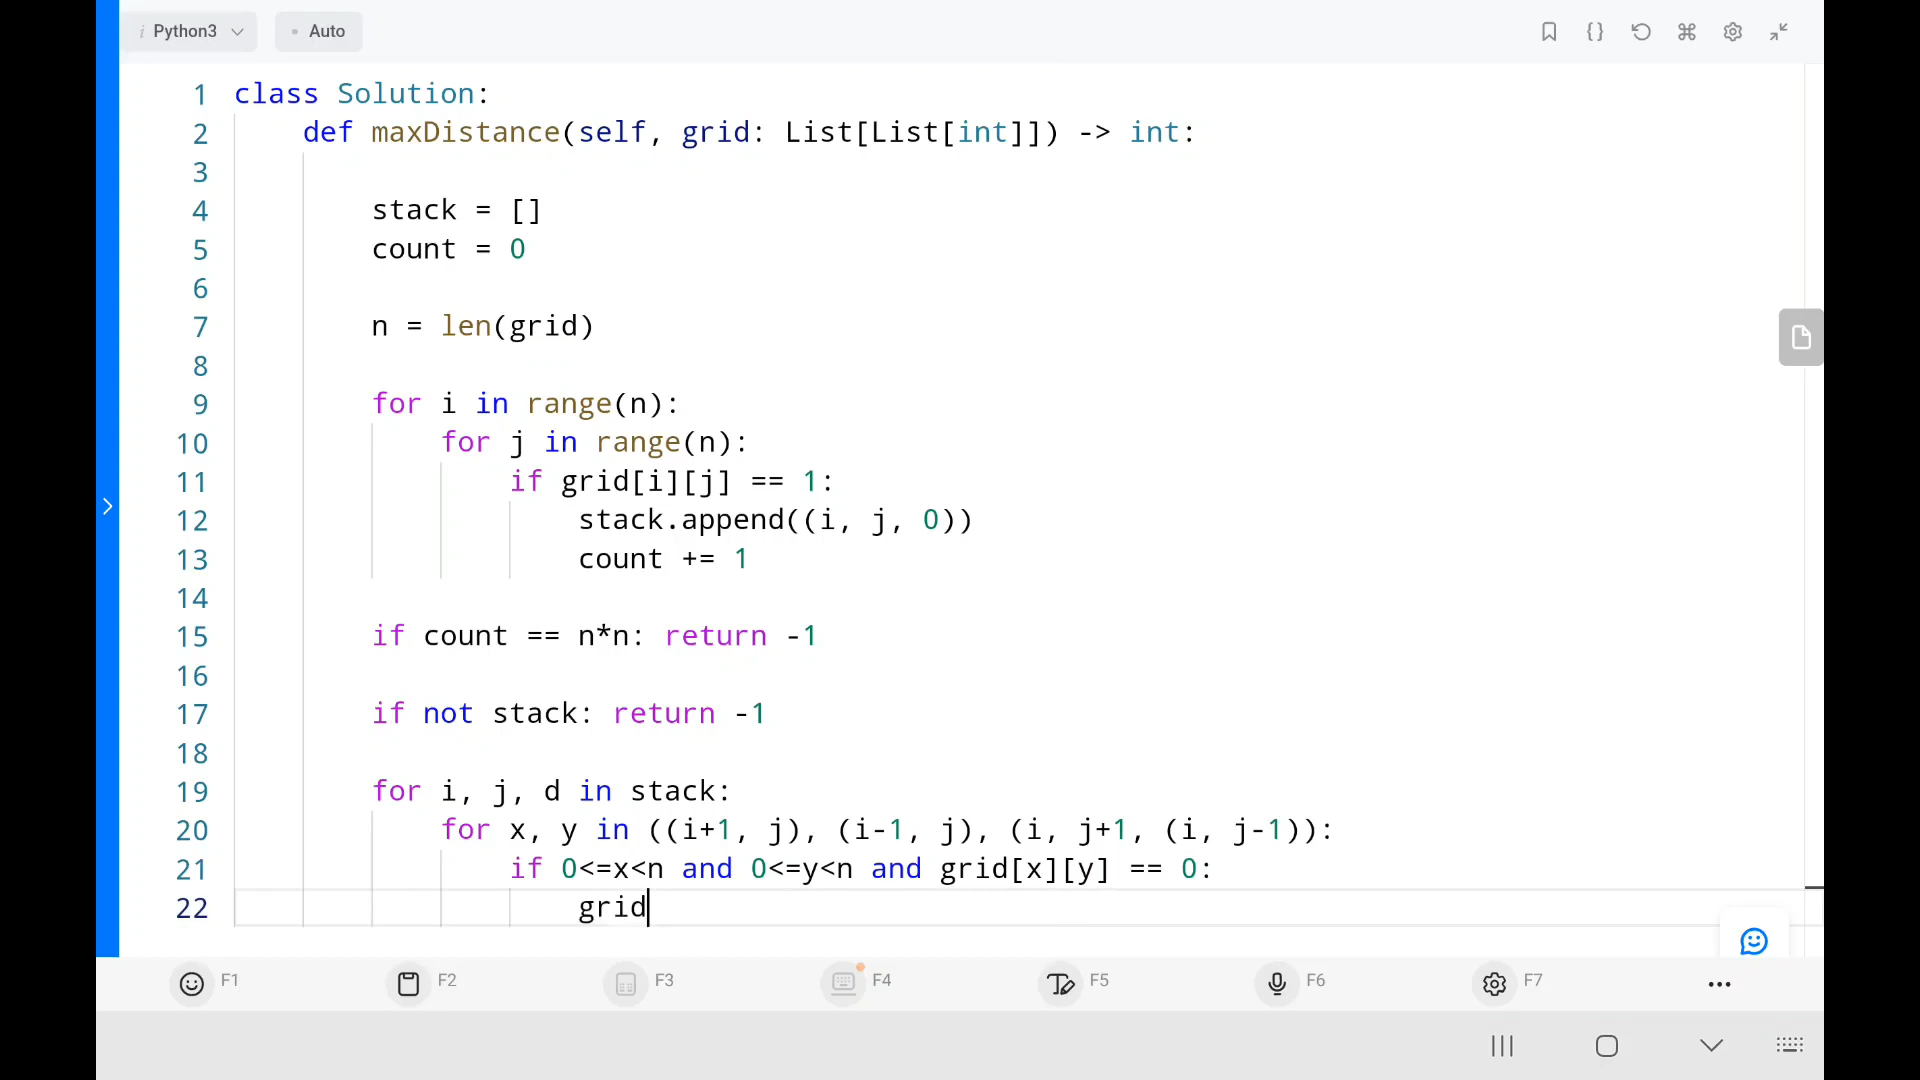 i Python3
Auto
1 class Solution:
2     def maxDistance(self, grid: List[List[int]]) -> int:
3
4         stack = []
5         count = 0
6
7         n = len(grid)
8
9         for i in range(n):
10             for j in range(n):
11                 if grid[i][j] == 1:
12                     stack.append((i, j, 0))
13                     count += 1
14
15         if count == n*n: return -1
16
17         if not stack: return -1
18
19         for i, j, d in stack:
20             for x, y in ((i+1, j), (i-1, j), (i, j+1, (i, j-1)):
21                 if 0<=x<n and 0<=y<n and grid[x][y] == 0:
22                     grid
F1 F2 F3 F4 F5 F6 F7